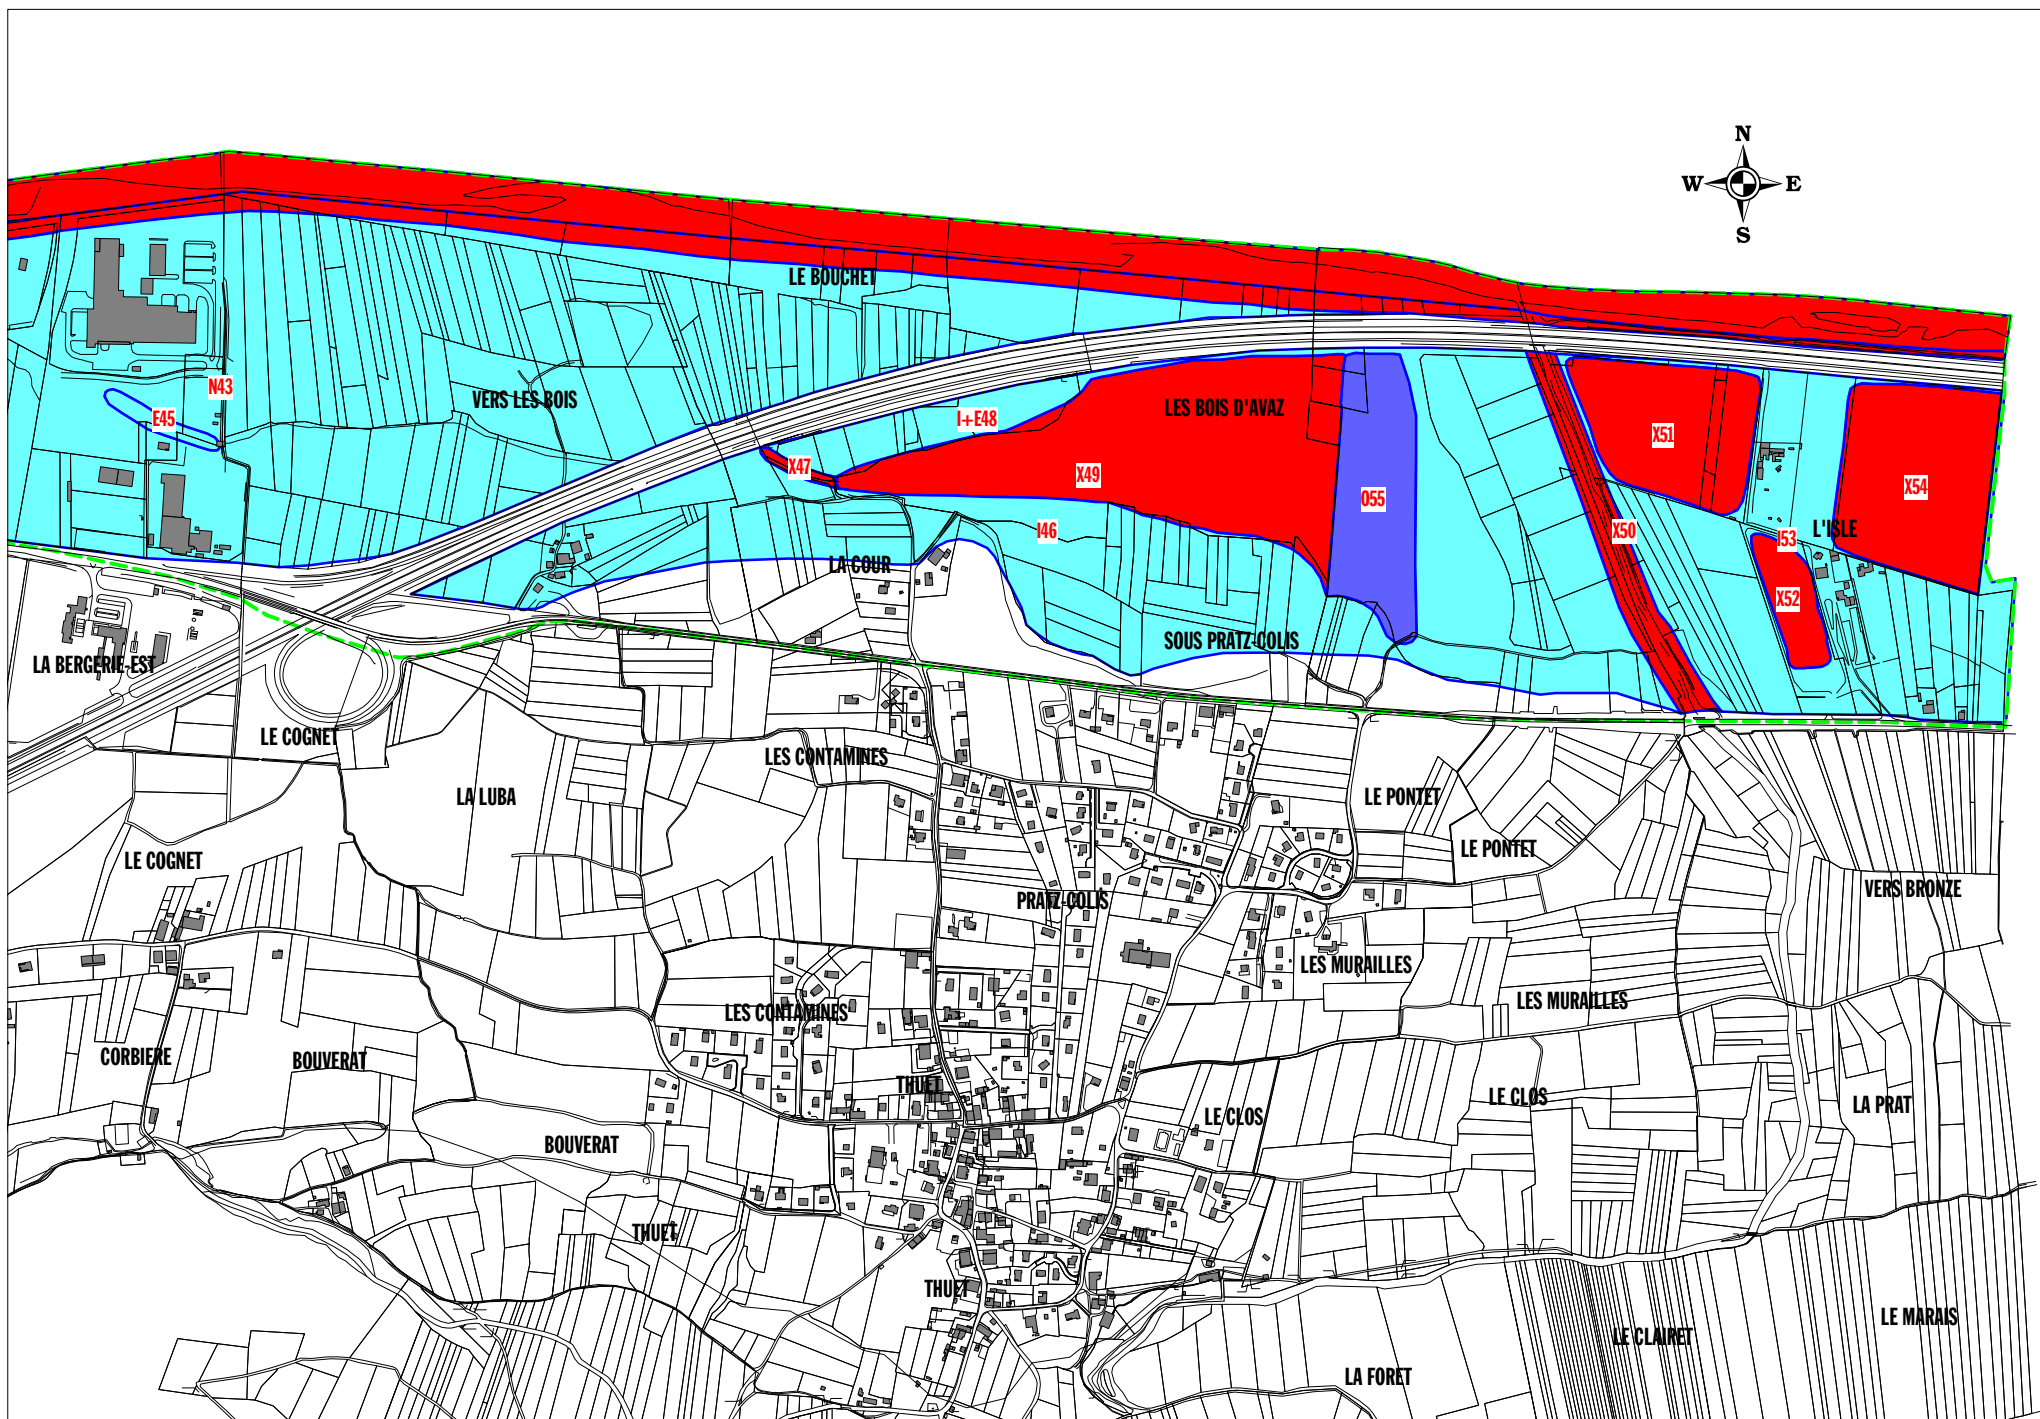 N
W E
S
LE BOUCHET
N43
E45
VERS LES BOIS
I+E48
LES BOIS D'AVAZ
X47
X49
O55
X51
X54
I46
X50
L'ISLE
I53
LA COUR
X52
SOUS PRATZ-COLIS
LA BERGERIE-EST
LE COGNET
LES CONTAMINES
LA LUBA
LE PONTET
LE COGNET
LE PONTET
VERS BRONZE
PRATZ-COLIS
LES MURAILLES
LES MURAILLES
LES CONTAMINES
CORBIERE
BOUVERAT
THUET
LE CLOS
LE CLOS
LA PRAT
BOUVERAT
THUET
THUET
LE MARAIS
LE CLAIRET
LA FORET